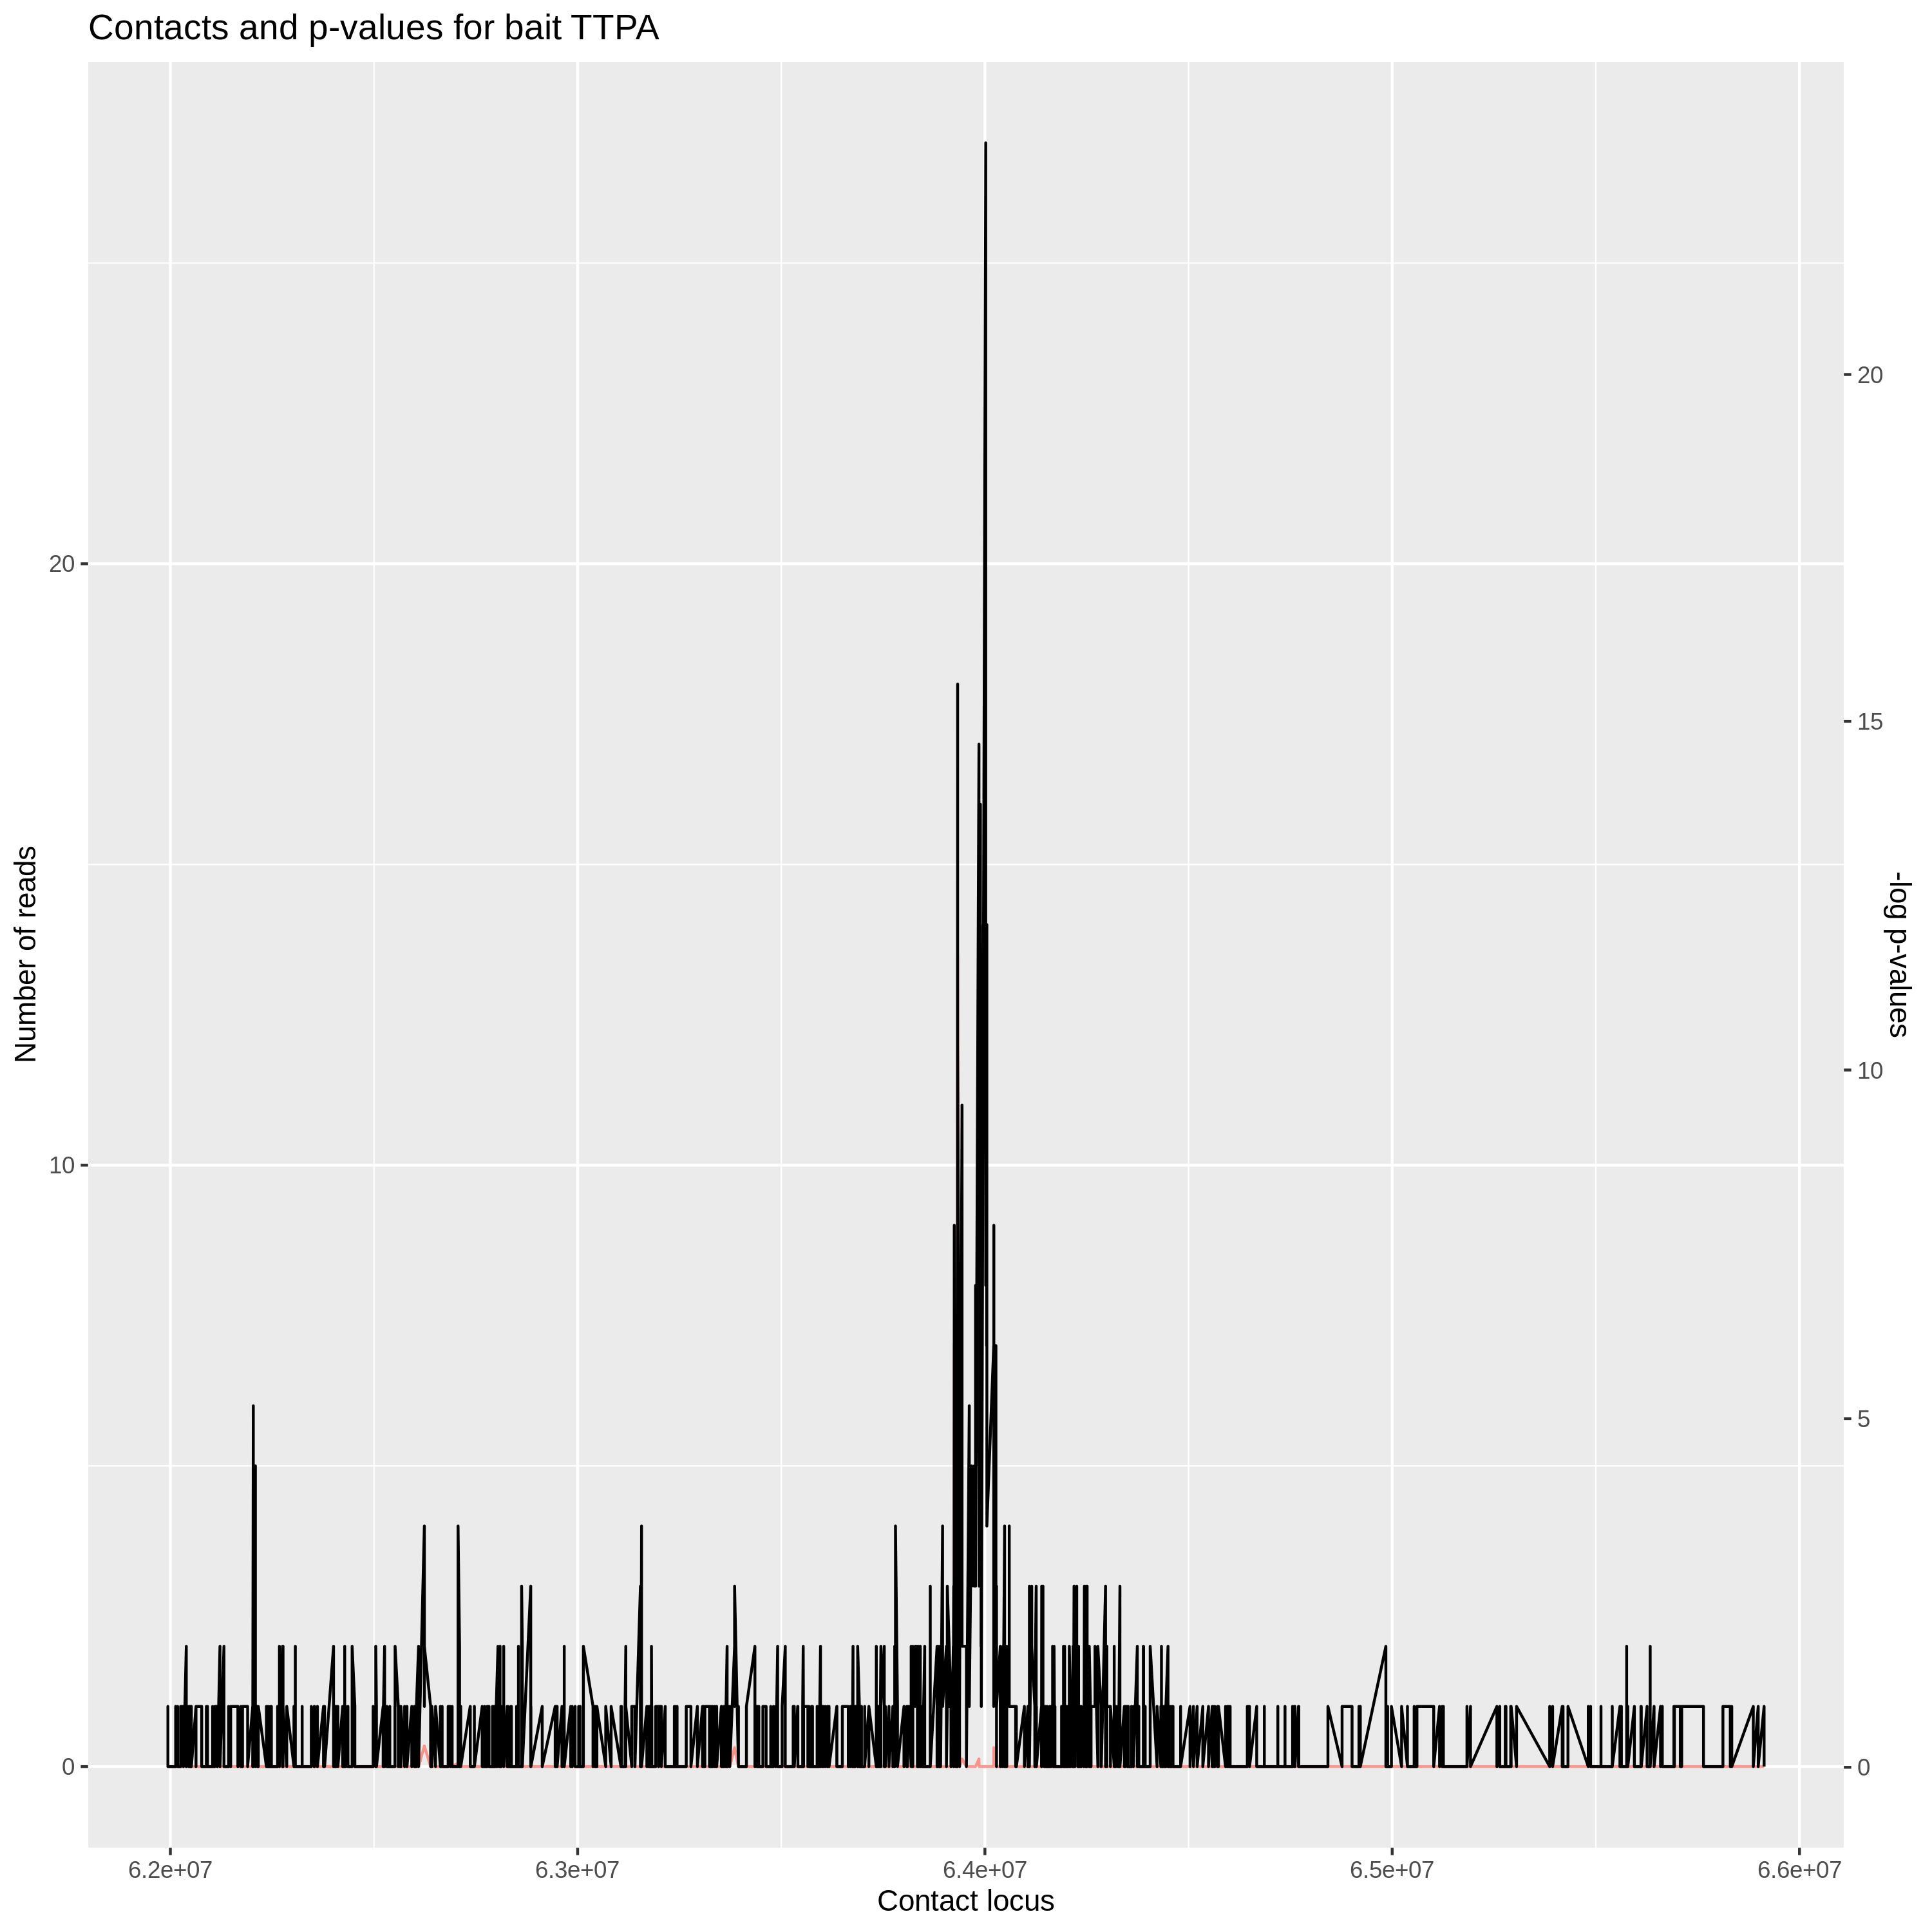 Contacts and p-values for bait TTPA
Number of reads
20
10
0
20
15
10
5
0
-log p-values
6.2e+07
6.3e+07
6.4e+07
6.5e+07
6.6e+07
Contact locus